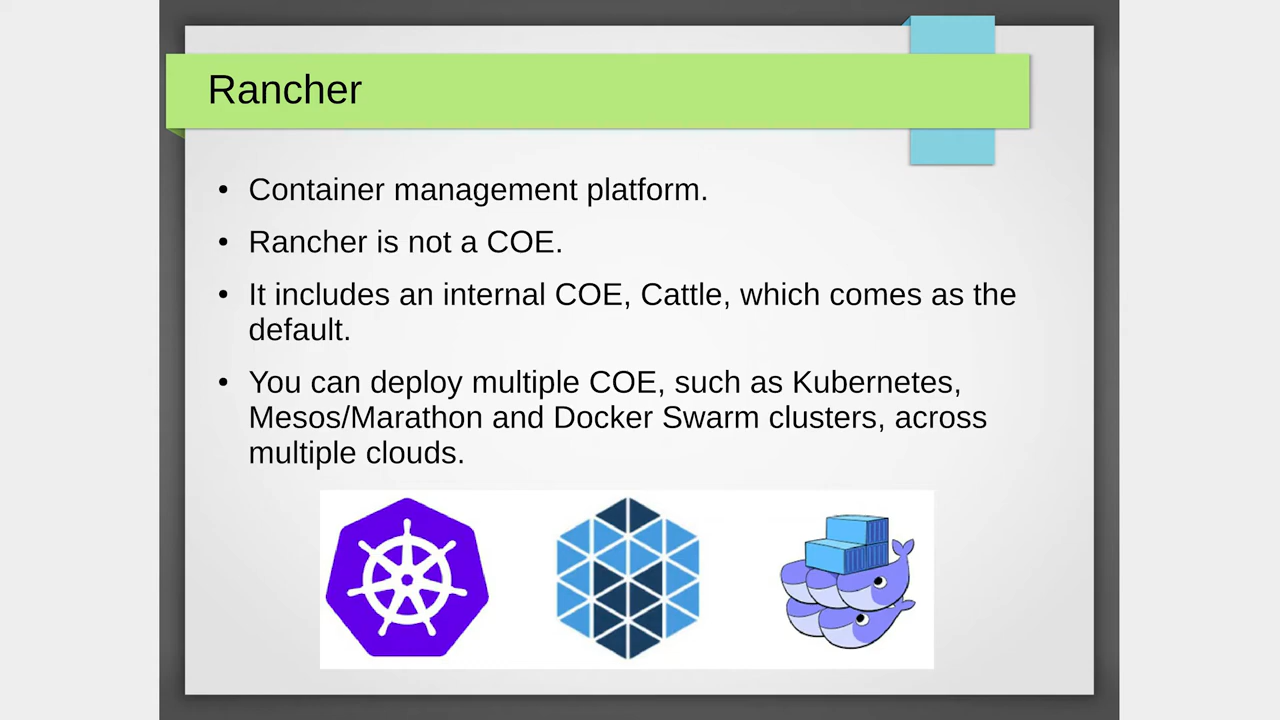 Rancher
• Container management platform.
• Rancher is not a COE.
• It includes an internal COE, Cattle, which comes as the
default.
• You can deploy multiple COE, such as Kubernetes,
Mesos/Marathon and Docker Swarm clusters, across
multiple clouds.